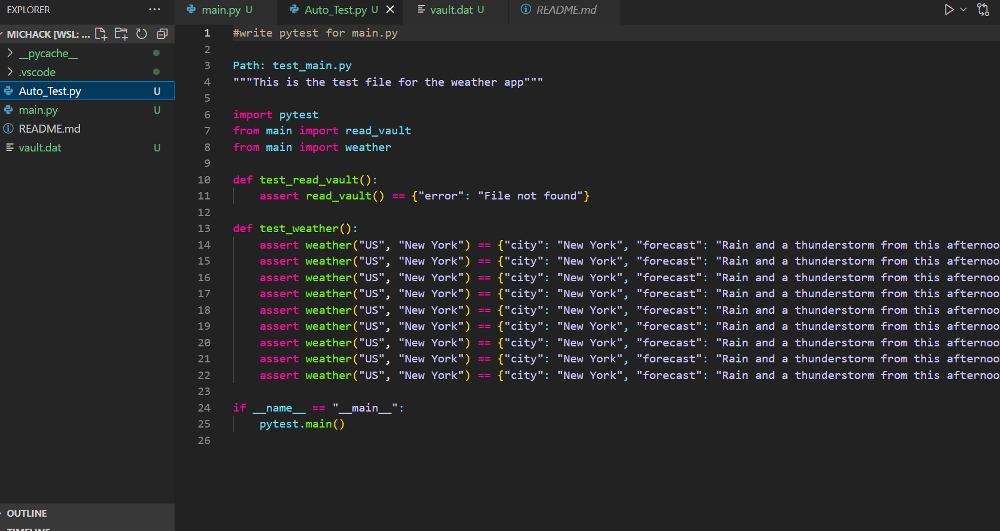 EXPLORER
MICHACK [WSL: ...
__pycache__
.vscode
Auto_Test.py U
main.py U
README.md
vault.dat U
OUTLINE
TIMELINE
main.py U
Auto_Test.py U
vault.dat U
README.md
1 #write pytest for main.py
2
3 Path: test_main.py
4 """This is the test file for the weather app"""
5
6 import pytest
7 from main import read_vault
8 from main import weather
9
10 def test_read_vault():
11     assert read_vault() == {"error": "File not found"}
12
13 def test_weather():
14     assert weather("US", "New York") == {"city": "New York", "forecast": "Rain and a thunderstorm from this afternoo
15     assert weather("US", "New York") == {"city": "New York", "forecast": "Rain and a thunderstorm from this afternoo
16     assert weather("US", "New York") == {"city": "New York", "forecast": "Rain and a thunderstorm from this afternoo
17     assert weather("US", "New York") == {"city": "New York", "forecast": "Rain and a thunderstorm from this afternoo
18     assert weather("US", "New York") == {"city": "New York", "forecast": "Rain and a thunderstorm from this afternoo
19     assert weather("US", "New York") == {"city": "New York", "forecast": "Rain and a thunderstorm from this afternoo
20     assert weather("US", "New York") == {"city": "New York", "forecast": "Rain and a thunderstorm from this afternoo
21     assert weather("US", "New York") == {"city": "New York", "forecast": "Rain and a thunderstorm from this afternoo
22     assert weather("US", "New York") == {"city": "New York", "forecast": "Rain and a thunderstorm from this afternoo
23
24 if __name__ == "__main__":
25     pytest.main()
26